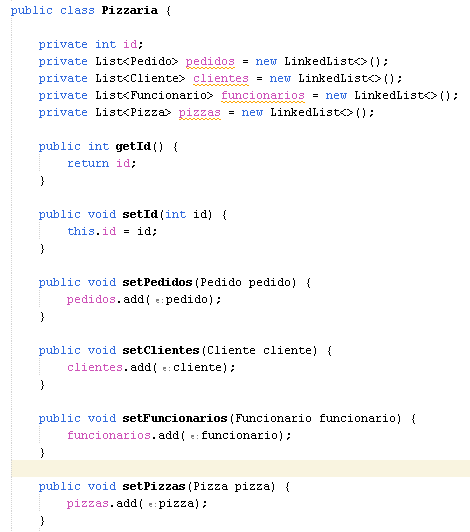 public class Pizzaria {
private int id;
private List<Pedido> pedidos = new LinkedList<>();
private List<Cliente> clientes = new LinkedList<>();
private List<Funcionario> funcionarios = new LinkedList<>();
private List<Pizza> pizzas = new LinkedList<>();
public int getId() {
return id;
}
public void setId(int id) {
this.id = id;
}
public void setPedidos(Pedido pedido) {
pedidos.add( e: pedido);
}
public void setClientes(Cliente cliente) {
clientes.add( e: cliente);
}
public void setFuncionarios(Funcionario funcionario) {
funcionarios.add( e: funcionario);
}
public void setPizzas(Pizza pizza) {
pizzas.add( e: pizza);
}